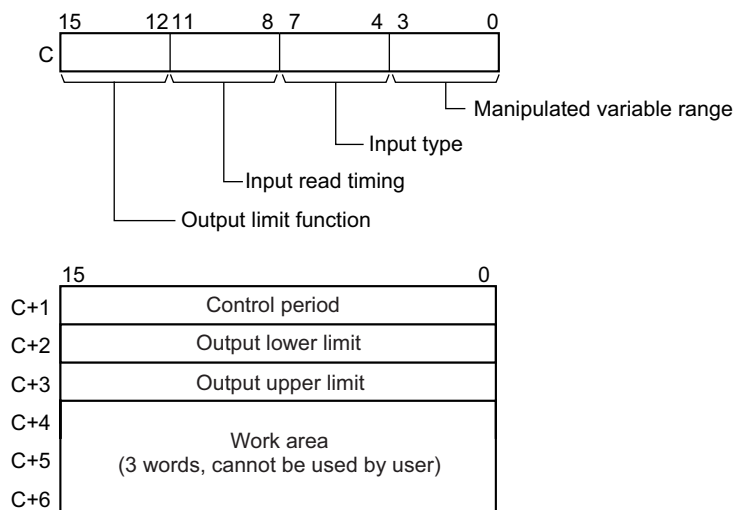 15 12 11 8 7 4 3 0
C
Manipulated variable range
Input type
Input read timing
Output limit function
15 0
C+1 Control period
C+2 Output lower limit
C+3 Output upper limit
C+4
Work area
C+5 (3 words, cannot be used by user)
C+6